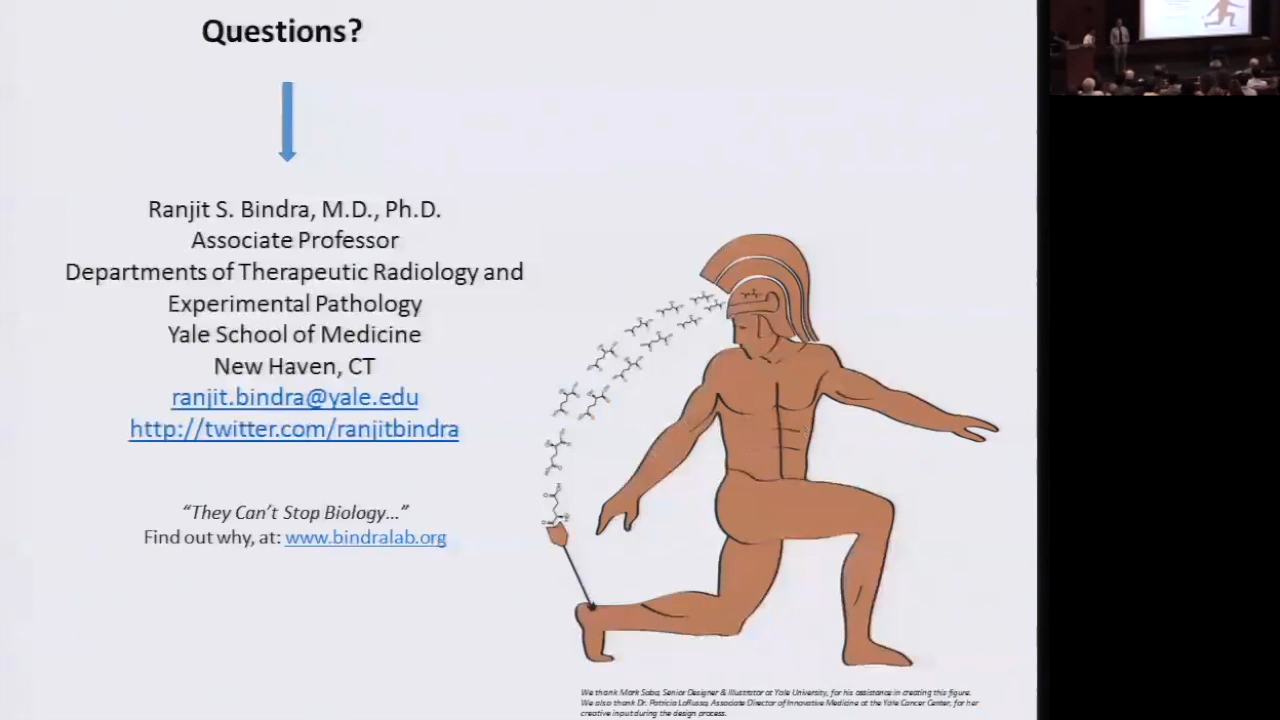 Questions?
Ranjit S. Bindra, M.D., Ph.D.
Associate Professor
Departments of Therapeutic Radiology and
Experimental Pathology
Yale School of Medicine
New Haven, CT
ranjit.bindra@yale.edu
http://twitter.com/ranjitbindra
“They Can’t Stop Biology…”
Find out why, at: www.bindralab.org
We thank Mark Saba, Senior Designer & Illustrator at Yale University, for his assistance in creating this figure.
We also thank Dr. Patricia LoRusso, Associate Director of Innovative Medicine at the Yale Cancer Center, for her
creative input during the design process.